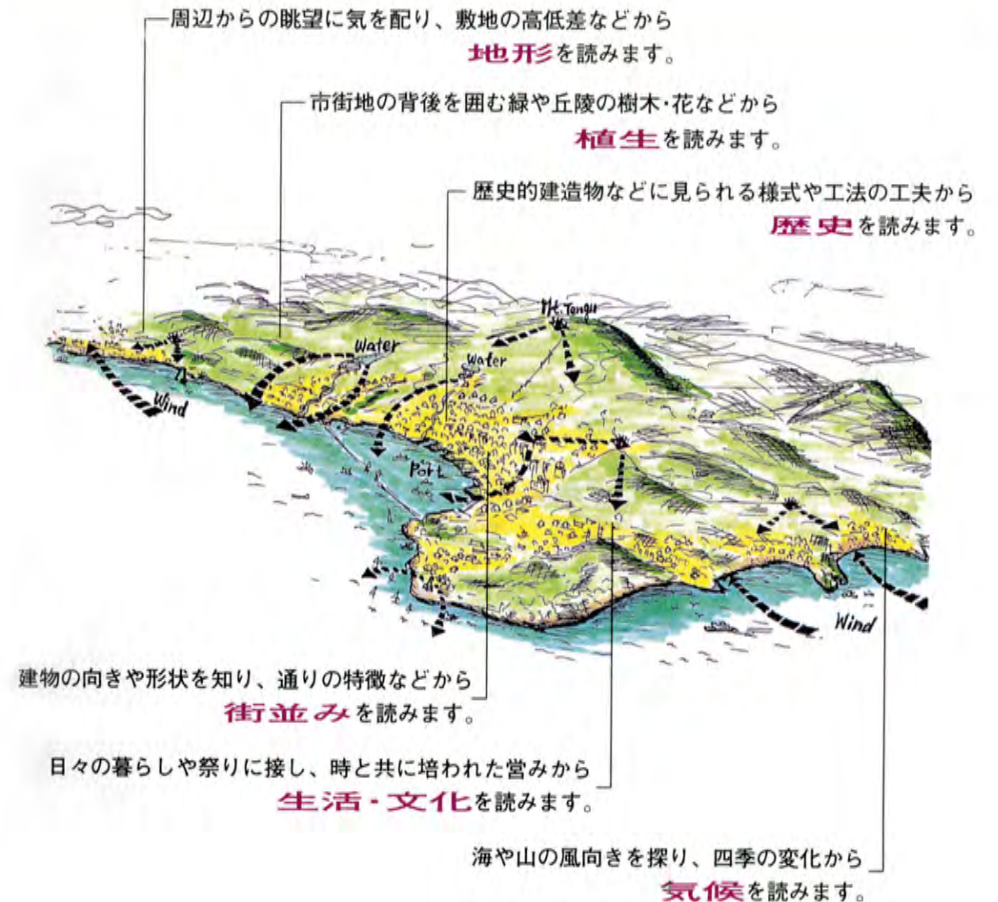 周辺からの眺望に気を配り、敷地の高低差などから
地形を読みます。
市街地の背後を囲む緑や丘陵の樹木・花などから
植生を読みます。
歴史的建造物などに見られる様式や工法の工夫から
歴史を読みます。
Mt. Tengu
Water
Water
Wind
Port
Wind
建物の向きや形状を知り、通りの特徴などから
街並みを読みます。
日々の暮らしや祭りに接し、時と共に培われた営みから
生活・文化を読みます。
海や山の風向きを探り、四季の変化から
気候を読みます。